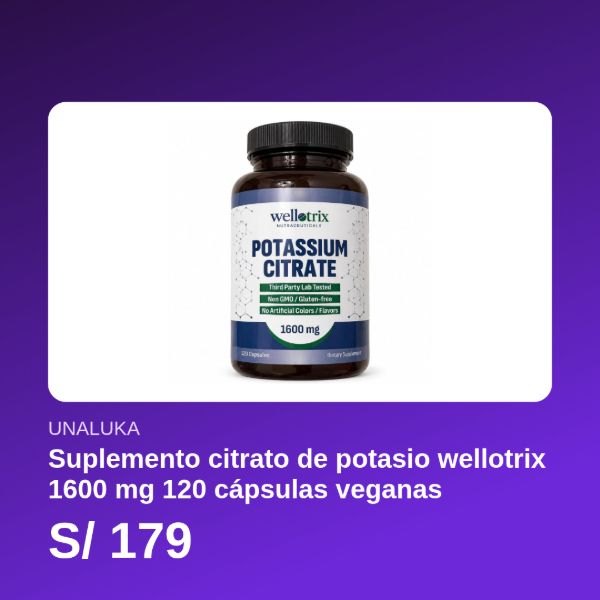 wellotrix
NUTRACEUTICALS
POTASSIUM
CITRATE
Third Party Lab Tested
Non GMO / Gluten-free
No Artificial Colors / Flavors
1600 mg
120 Capsules Dietary Supplement
UNALUKA
Suplemento citrato de potasio wellotrix
1600 mg 120 cápsulas veganas
S/ 179